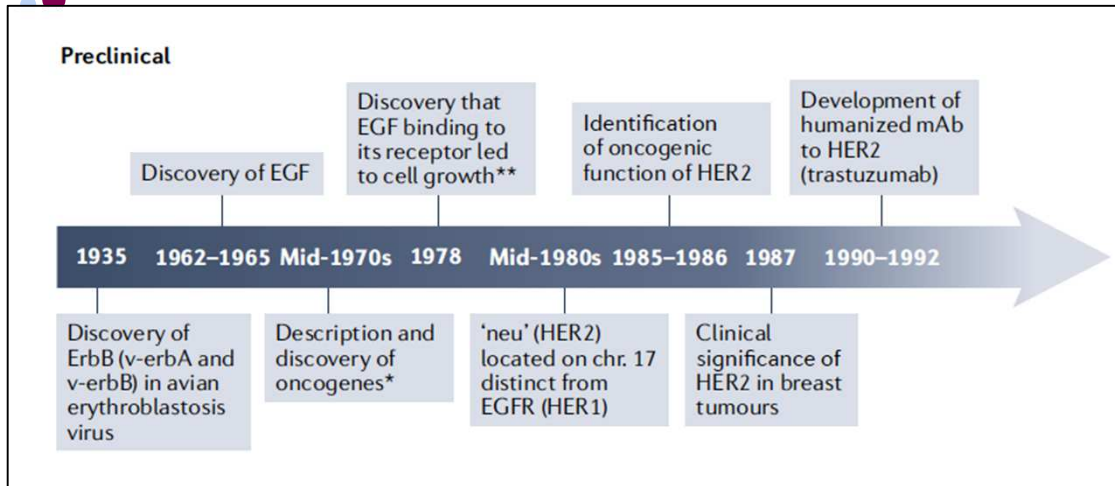 Preclinical
Discovery of EGF
Discovery that
EGF binding to
its receptor led
to cell growth**
Identification
of oncogenic
function of HER2
Development of
humanized mAb
to HER2
(trastuzumab)
1935 1962–1965 Mid-1970s 1978 Mid-1980s 1985–1986 1987 1990–1992
Discovery of
ErbB (v-erbA and
v-erbB) in avian
erythroblastosis
virus
Description and
discovery of
oncogenes*
‘neu’ (HER2)
located on chr. 17
distinct from
EGFR (HER1)
Clinical
significance of
HER2 in breast
tumours